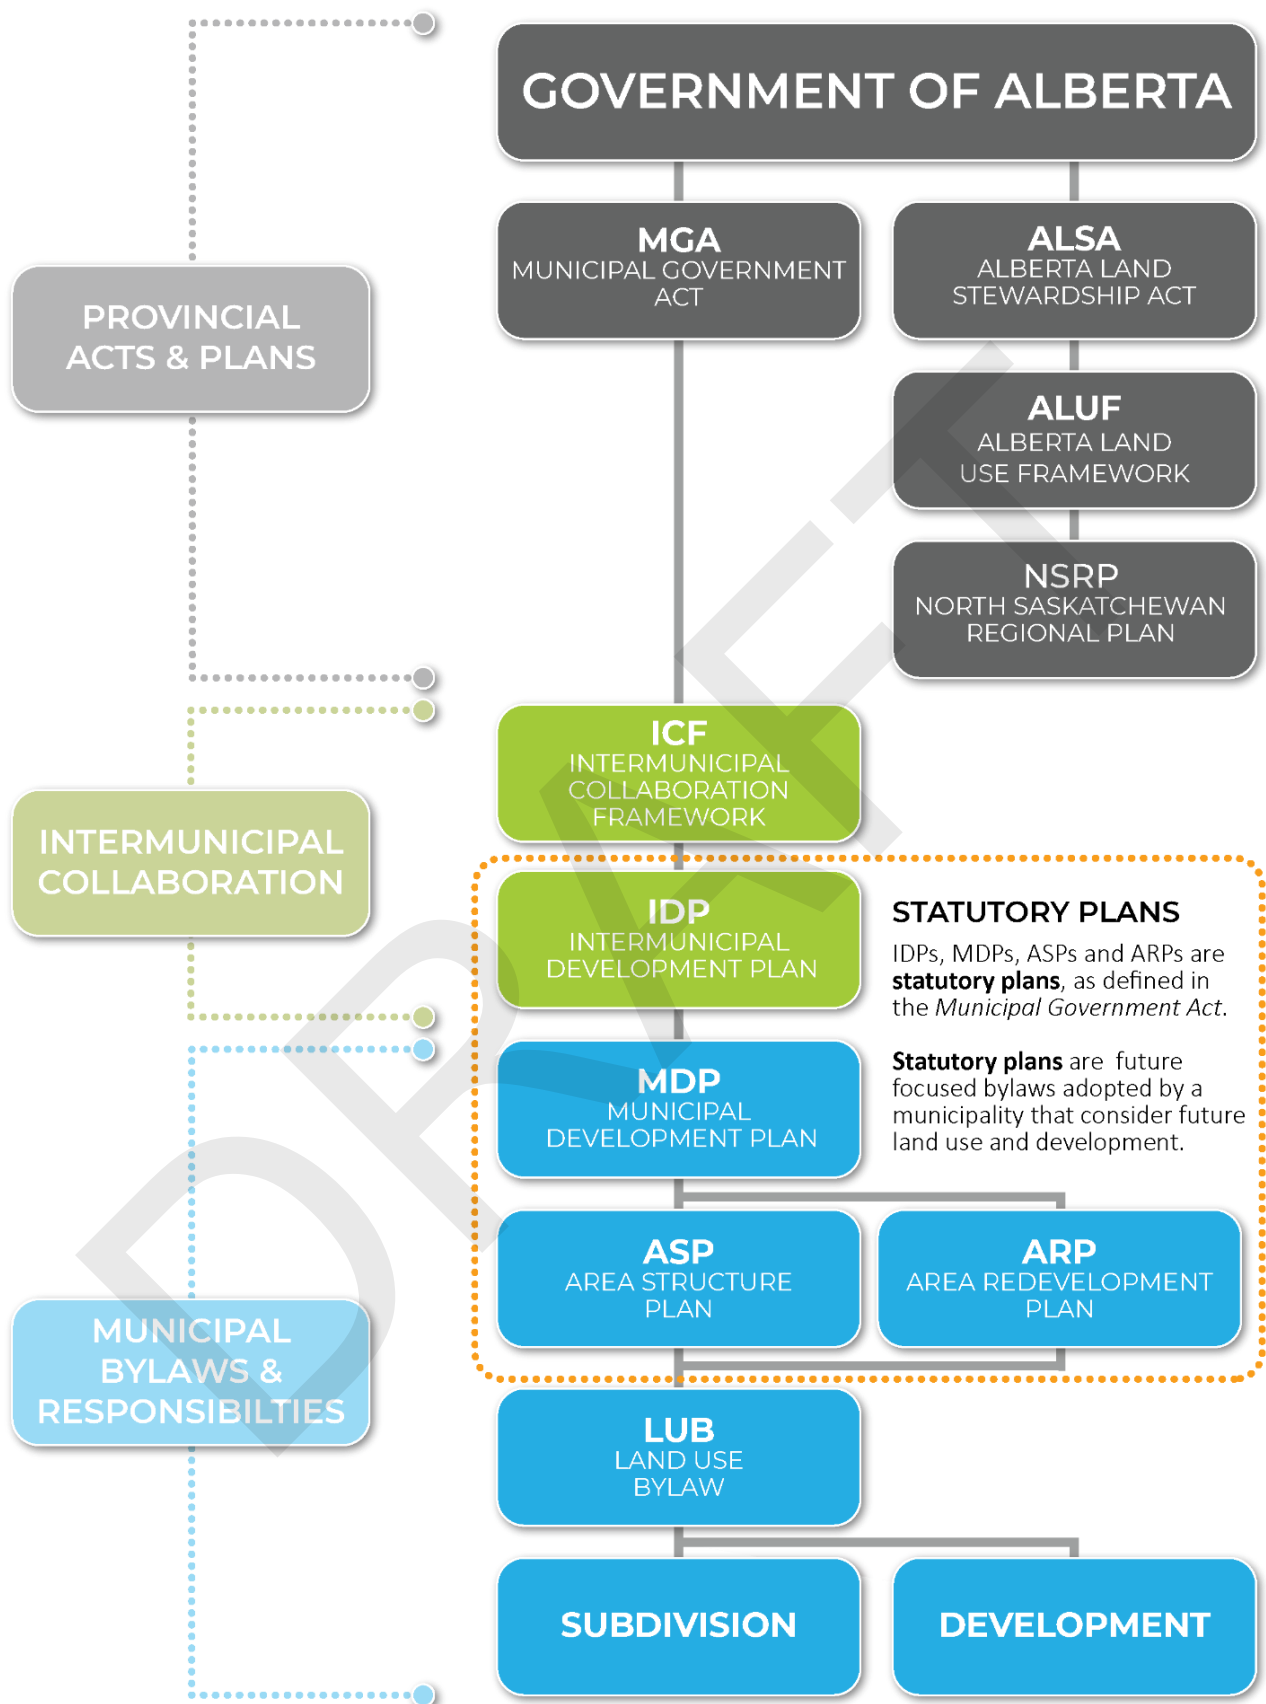 GOVERNMENT OF ALBERTA
MGA
MUNICIPAL GOVERNMENT
ACT
ALSA
ALBERTA LAND
STEWARDSHIP ACT
PROVINCIAL
ACTS & PLANS
ALUF
ALBERTA LAND
USE FRAMEWORK
NSRP
NORTH SASKATCHEWAN
REGIONAL PLAN
ICF
INTERMUNICIPAL
COLLABORATION
FRAMEWORK
INTERMUNICIPAL
COLLABORATION
IDP
INTERMUNICIPAL
DEVELOPMENT PLAN
STATUTORY PLANS
IDPs, MDPs, ASPs and ARPs are
statutory plans, as defined in
the Municipal Government Act.
Statutory plans are future
focused bylaws adopted by a
municipality that consider future
land use and development.
MDP
MUNICIPAL
DEVELOPMENT PLAN
ASP
AREA STRUCTURE
PLAN
ARP
AREA REDEVELOPMENT
PLAN
MUNICIPAL
BYLAWS &
RESPONSIBILTIES
LUB
LAND USE
BYLAW
SUBDIVISION
DEVELOPMENT
DRAFT